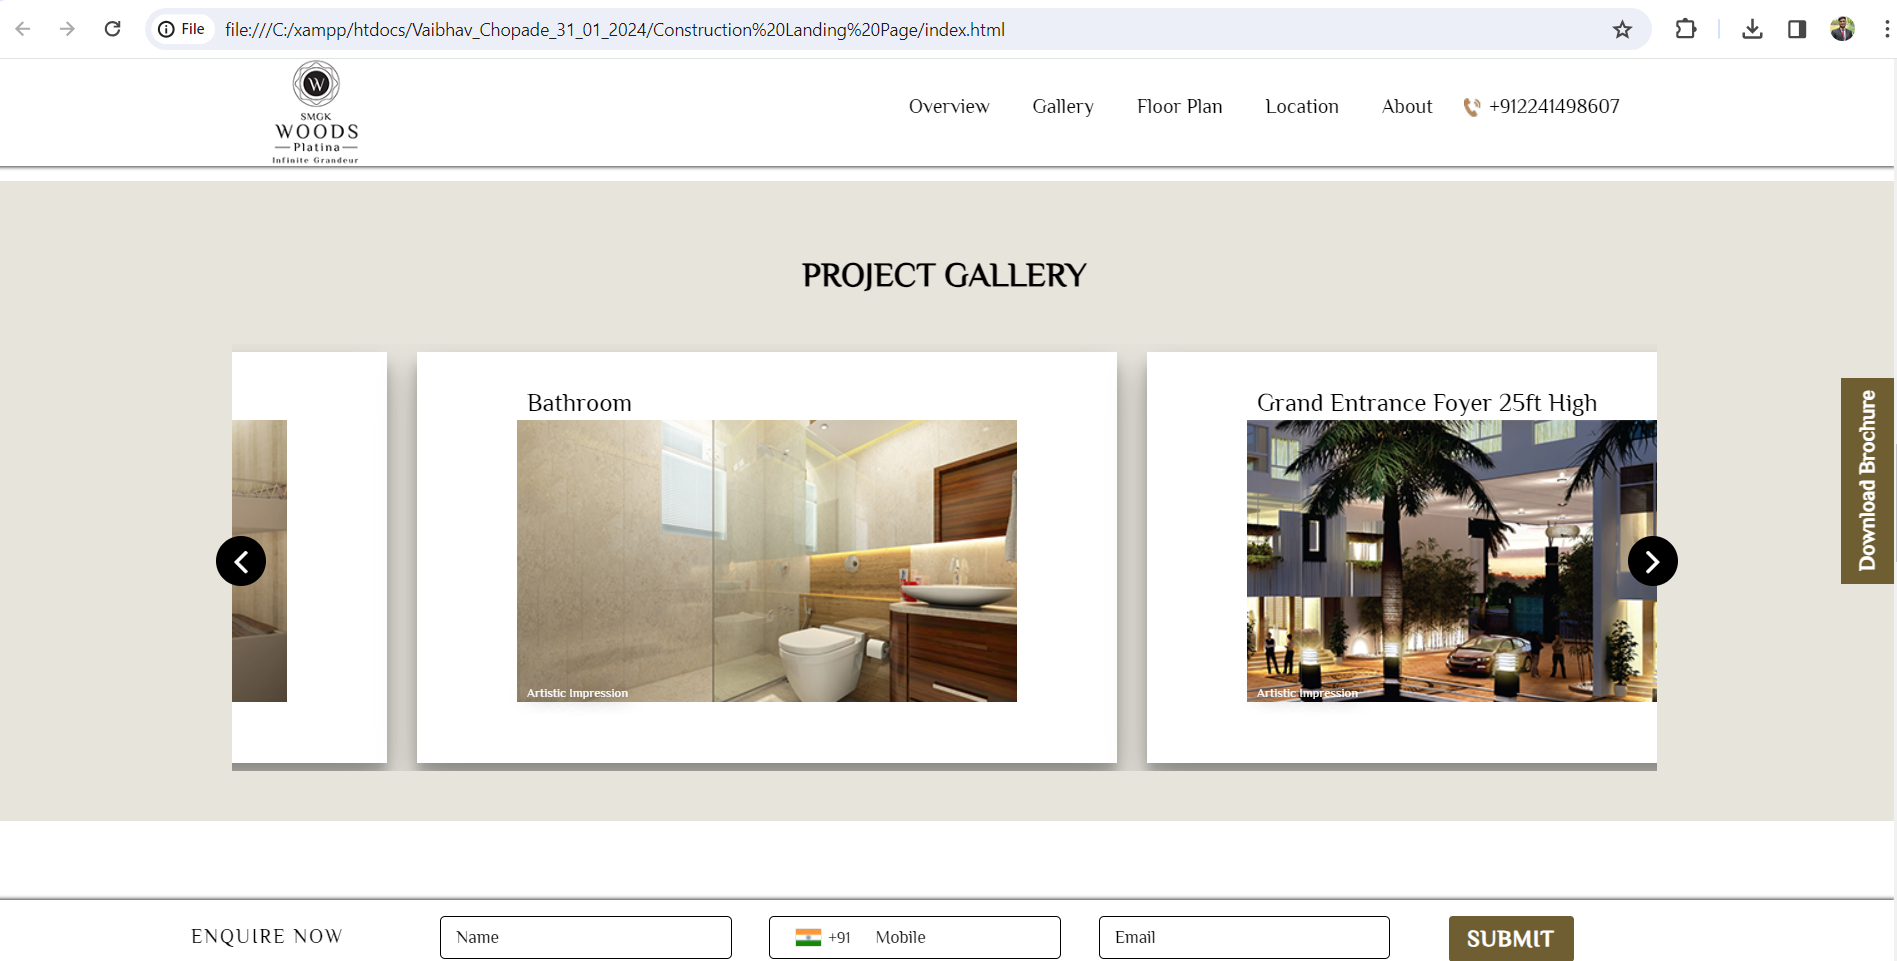 File
file:///C:/xampp/htdocs/Vaibhav_Chopade_31_01_2024/Construction%20Landing%20Page/index.html
W
SMGK
WOODS
Platina
Infinite Grandeur
Overview
Gallery
Floor Plan
Location
About
+912241498607
PROJECT GALLERY
Bathroom
Artistic Impression
Grand Entrance Foyer 25ft High
Artistic Impression
Download Brochure
ENQUIRE NOW
Name
+91
Mobile
Email
SUBMIT